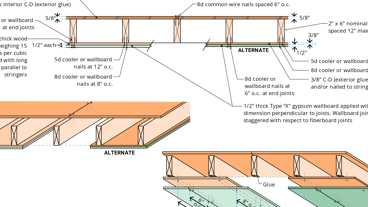 interior C-D (exterior glue)
8d common-wire nails spaced 6" o.c.
3/8"
5/8"
cooler or wallboard
at end joints
2" x 6" nominal
spaced 12" max
thick wood
weighing 15
per cubic
with long
parallel to
stringers
1/2" each
3/8"
1/2"
ALTERNATE
5d cooler or wallboard
nails at 12" o.c.
8d cooler or wallboard
nails at 8" o.c.
8d cooler or
wallboard nails at
6" o.c. at end joints
5d cooler or wallboard
8d cooler or wallboard
3/8" C-D (exterior glue
and/or nailed to string
1/2" thick Type "X" gypsum wallboard applied wit
dimension perpendicular to joists. Wallboard join
staggered with respect to fiberboard joints
ALTERNATE
Glue